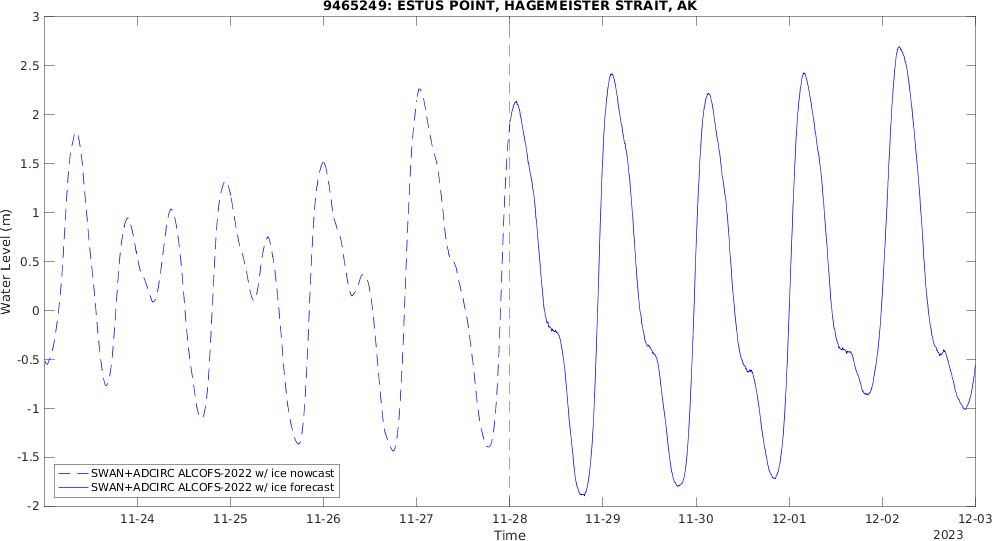 9465249: ESTUS POINT, HAGEMEISTER STRAIT, AK
3
2.5
2
1.5
1
0.5
0
-0.5
-1
-1.5
-2
Water Level (m)
SWAN+ADCIRC ALCOFS-2022 w/ ice nowcast
SWAN+ADCIRC ALCOFS-2022 w/ ice forecast
11-24 11-25 11-26 11-27 11-28 11-29 11-30 12-01 12-02 12-03
Time
2023